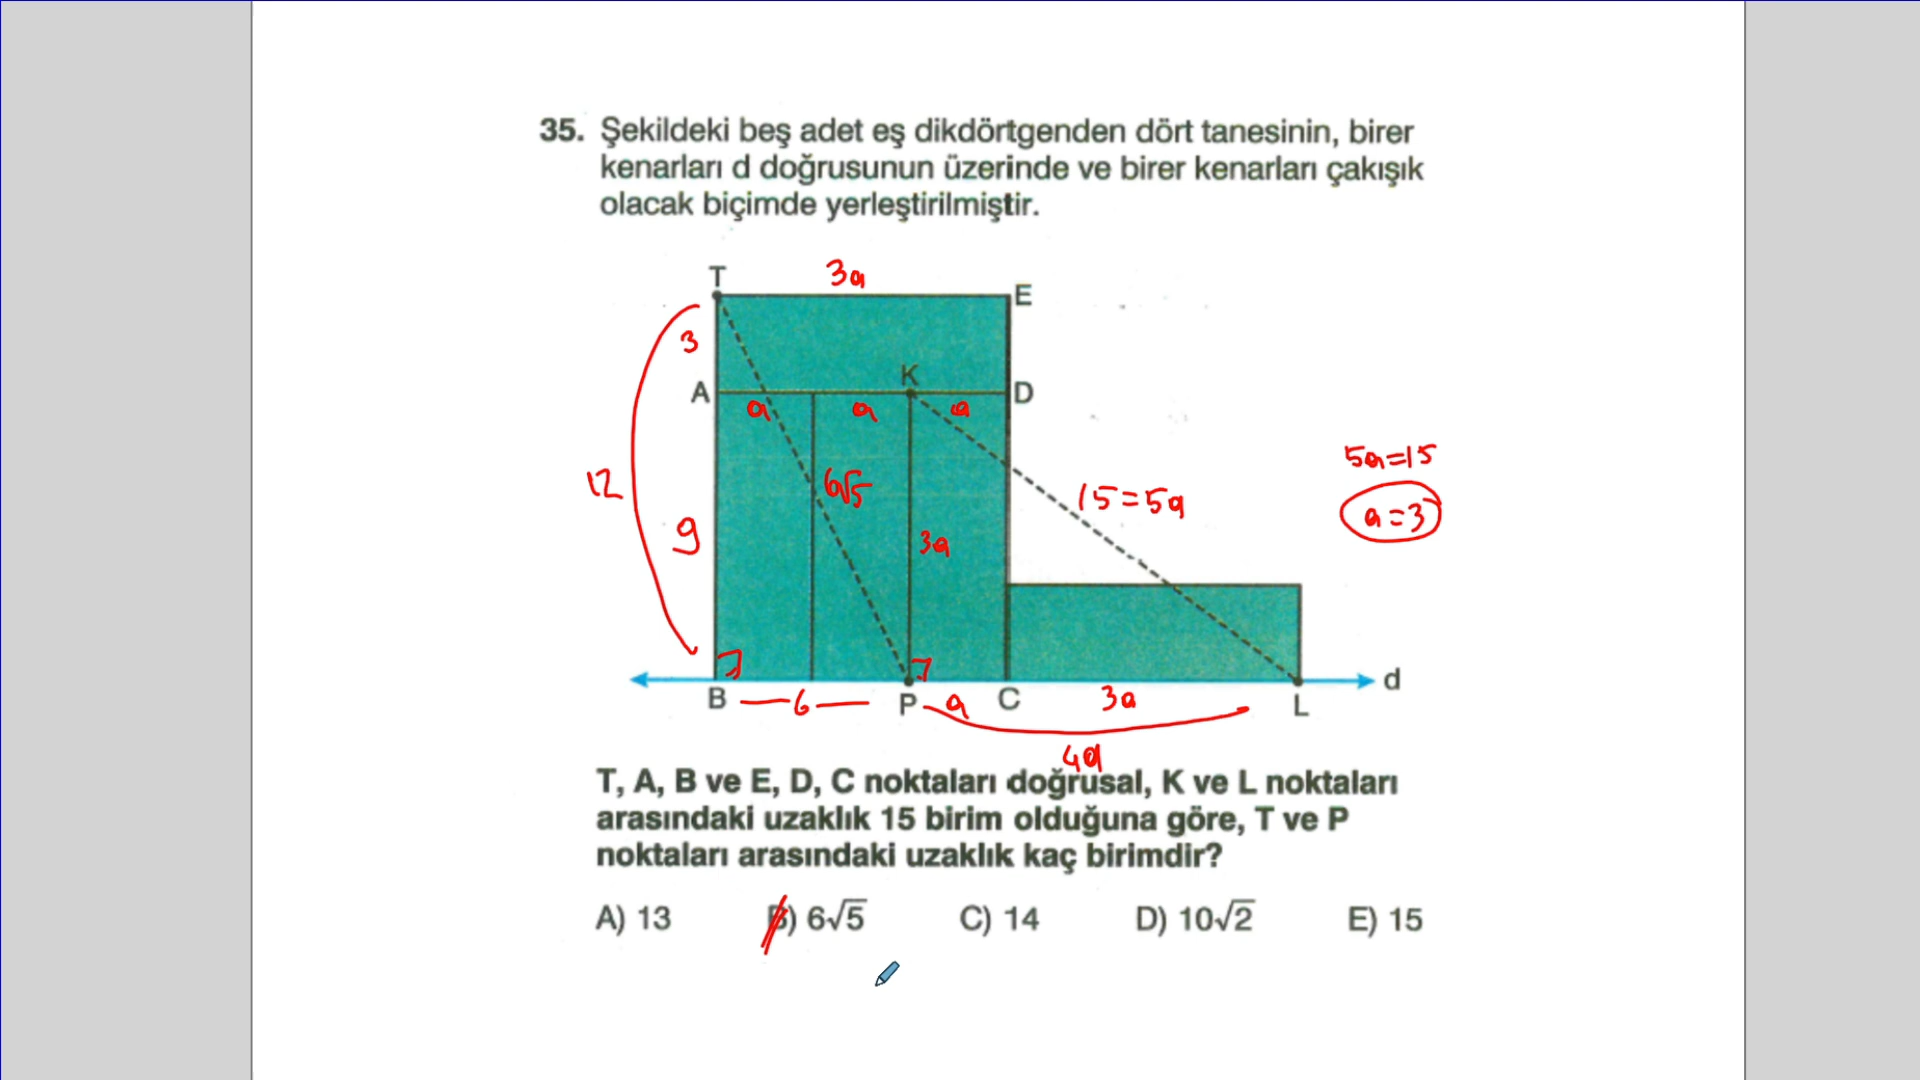 35. Şekildeki beş adet eş dikdörtgenden dört tanesinin, birer
kenarları d doğrusunun üzerinde ve birer kenarları çakışık
olacak biçimde yerleştirilmiştir.
3a
T
E
3
K
A
D
a a a
5a=15
12
6√5
15=5a
a=3
9
3a
d
B 6 P a C 3a L
4a
T, A, B ve E, D, C noktaları doğrusal, K ve L noktaları
arasındaki uzaklık 15 birim olduğuna göre, T ve P
noktaları arasındaki uzaklık kaç birimdir?
A) 13 B) 6√5 C) 14 D) 10√2 E) 15